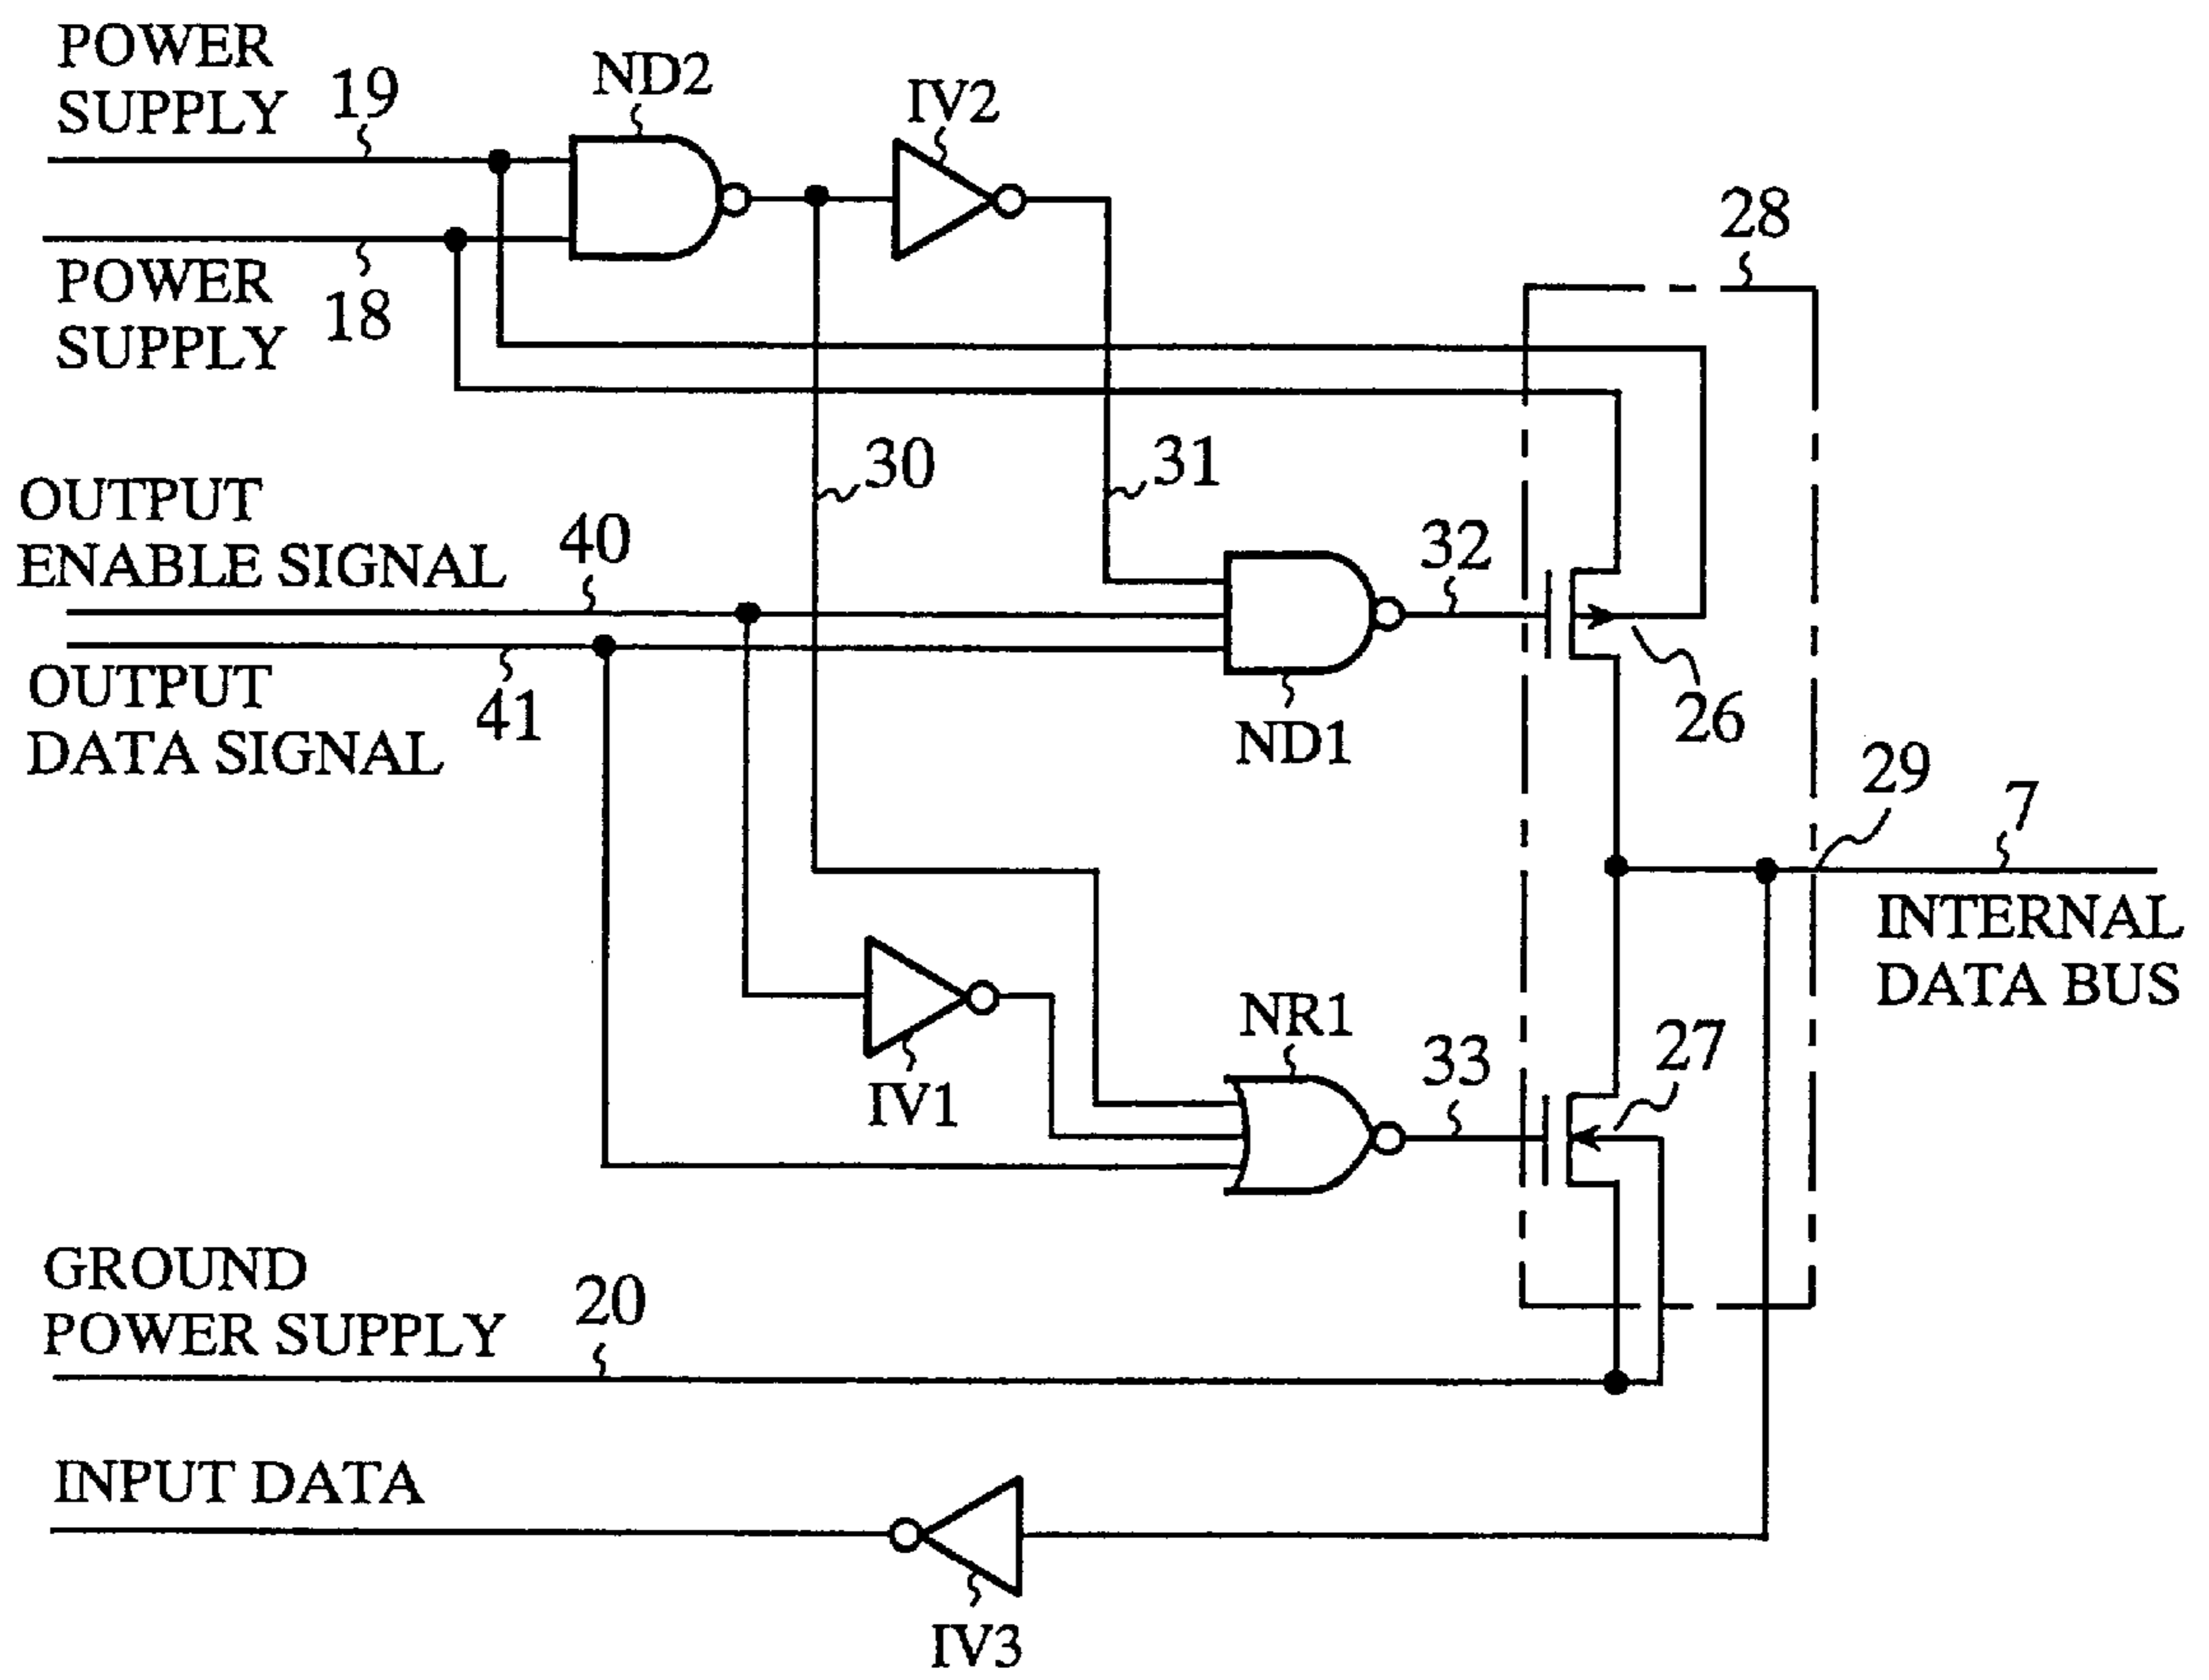 POWER
SUPPLY
19
ND2
IV2
POWER
SUPPLY
18
28
30
31
OUTPUT
ENABLE SIGNAL
40
32
OUTPUT
DATA SIGNAL
41
ND1
26
29
7
INTERNAL
DATA BUS
IV1
NR1
33
27
GROUND
POWER SUPPLY
20
INPUT DATA
IV3